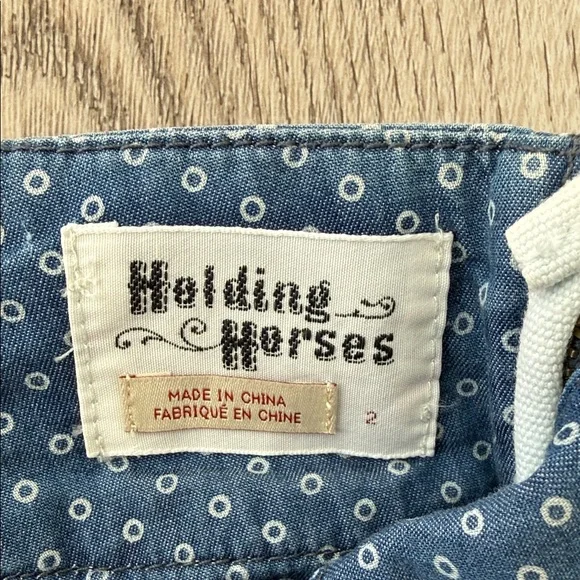 Holding
Horses
MADE IN CHINA
FABRIQUÉ EN CHINE
2